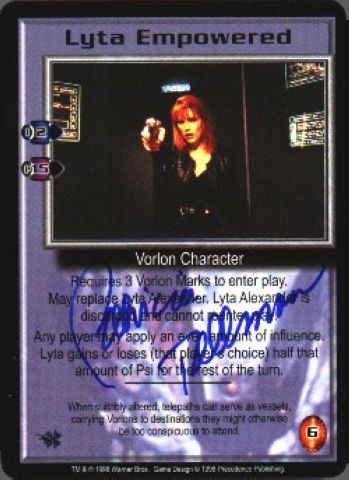 Lyta Empowered
2
15
Vorlon Character
Requires 3 Vorlon Marks to enter play.
May replace Lyta Alexander. Lyta Alexander is
discarded and cannot reenter play.
Any player may apply an even amount of influence.
Lyta gains or loses (that player's choice) half that
amount of Psi for the rest of the turn.
When suitably altered, telepaths can serve as vessels,
carrying Vorlons to destinations they might otherwise
be too conspicuous to attend.
6
TM & © 1998 Warner Bros. Game Design © 1998 Precedence Publishing.